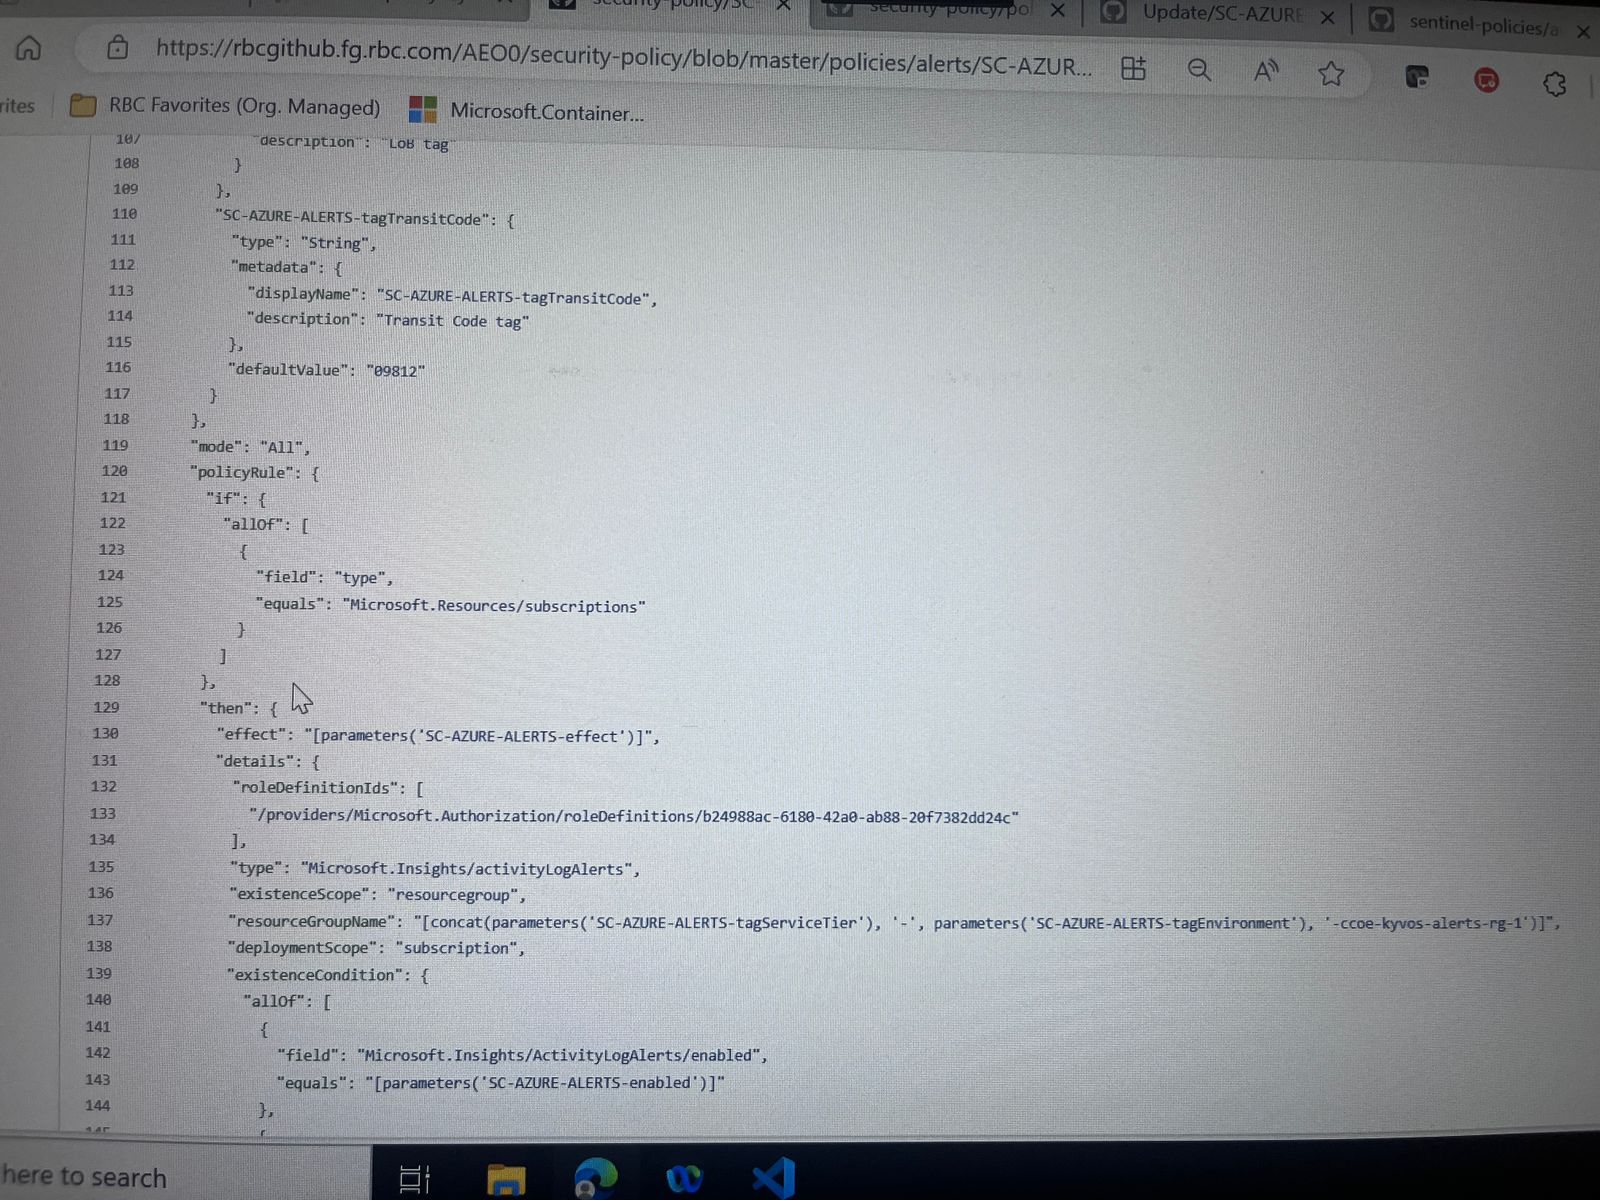 security-policy/SC-
security-policy/pol
Update/SC-AZURE
sentinel-policies/a
https://rbcgithub.fg.rbc.com/AEO0/security-policy/blob/master/policies/alerts/SC-AZUR...
rites
RBC Favorites (Org. Managed)
Microsoft.Container...
107 "description": "LoB tag"
108 }
109 },
110 "SC-AZURE-ALERTS-tagTransitCode": {
111 "type": "String",
112 "metadata": {
113 "displayName": "SC-AZURE-ALERTS-tagTransitCode",
114 "description": "Transit Code tag"
115 },
116 "defaultValue": "09812"
117 }
118 },
119 "mode": "All",
120 "policyRule": {
121 "if": {
122 "allOf": [
123 {
124 "field": "type",
125 "equals": "Microsoft.Resources/subscriptions"
126 }
127 ]
128 },
129 "then": {
130 "effect": "[parameters('SC-AZURE-ALERTS-effect')]",
131 "details": {
132 "roleDefinitionIds": [
133 "/providers/Microsoft.Authorization/roleDefinitions/b24988ac-6180-42a0-ab88-20f7382dd24c"
134 ],
135 "type": "Microsoft.Insights/activityLogAlerts",
136 "existenceScope": "resourcegroup",
137 "resourceGroupName": "[concat(parameters('SC-AZURE-ALERTS-tagServiceTier'), '-', parameters('SC-AZURE-ALERTS-tagEnvironment'), '-ccoe-kyvos-alerts-rg-1')]",
138 "deploymentScope": "subscription",
139 "existenceCondition": {
140 "allOf": [
141 {
142 "field": "Microsoft.Insights/ActivityLogAlerts/enabled",
143 "equals": "[parameters('SC-AZURE-ALERTS-enabled')]"
144 },
here to search